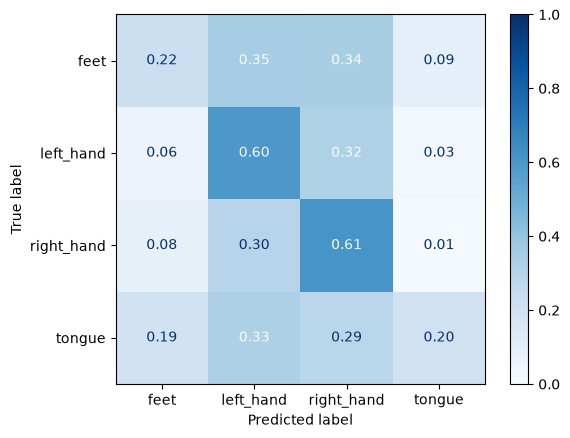 feet 0.22 0.35 0.34 0.09
left_hand 0.06 0.60 0.32 0.03
right_hand 0.08 0.30 0.61 0.01
tongue 0.19 0.33 0.29 0.20
feet left_hand right_hand tongue
Predicted label
True label
1.0
0.8
0.6
0.4
0.2
0.0